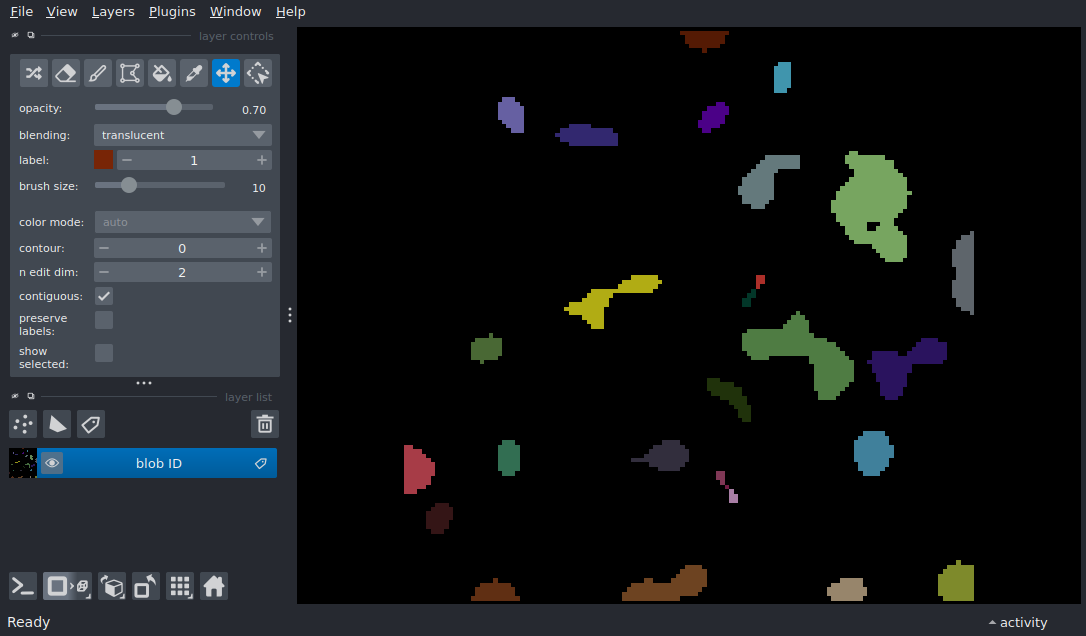 File View Layers Plugins Window Help
layer controls
opacity: 0.70
blending: translucent
label: 1
brush size: 10
color mode: auto
contour: 0
n edit dim: 2
contiguous:
preserve
labels:
show
selected:
layer list
blob ID
Ready activity